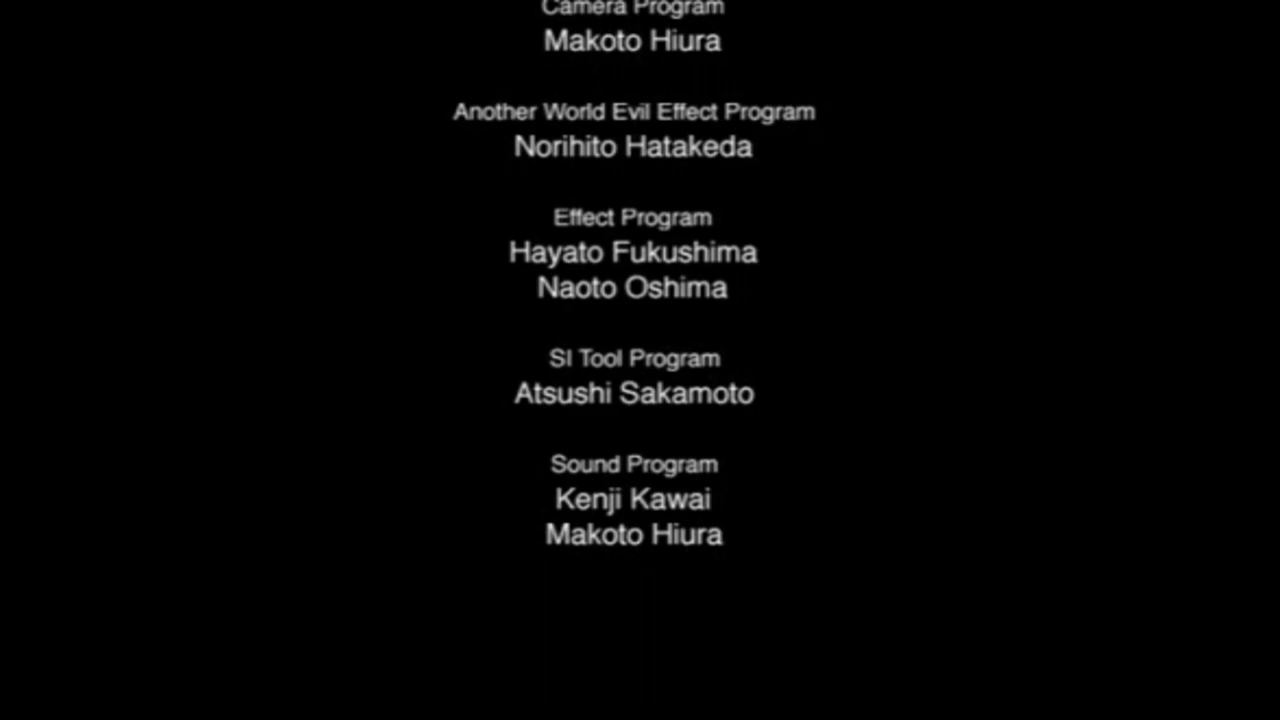 Camera Program
Makoto Hiura
Another World Evil Effect Program
Norihito Hatakeda
Effect Program
Hayato Fukushima
Naoto Oshima
SI Tool Program
Atsushi Sakamoto
Sound Program
Kenji Kawai
Makoto Hiura